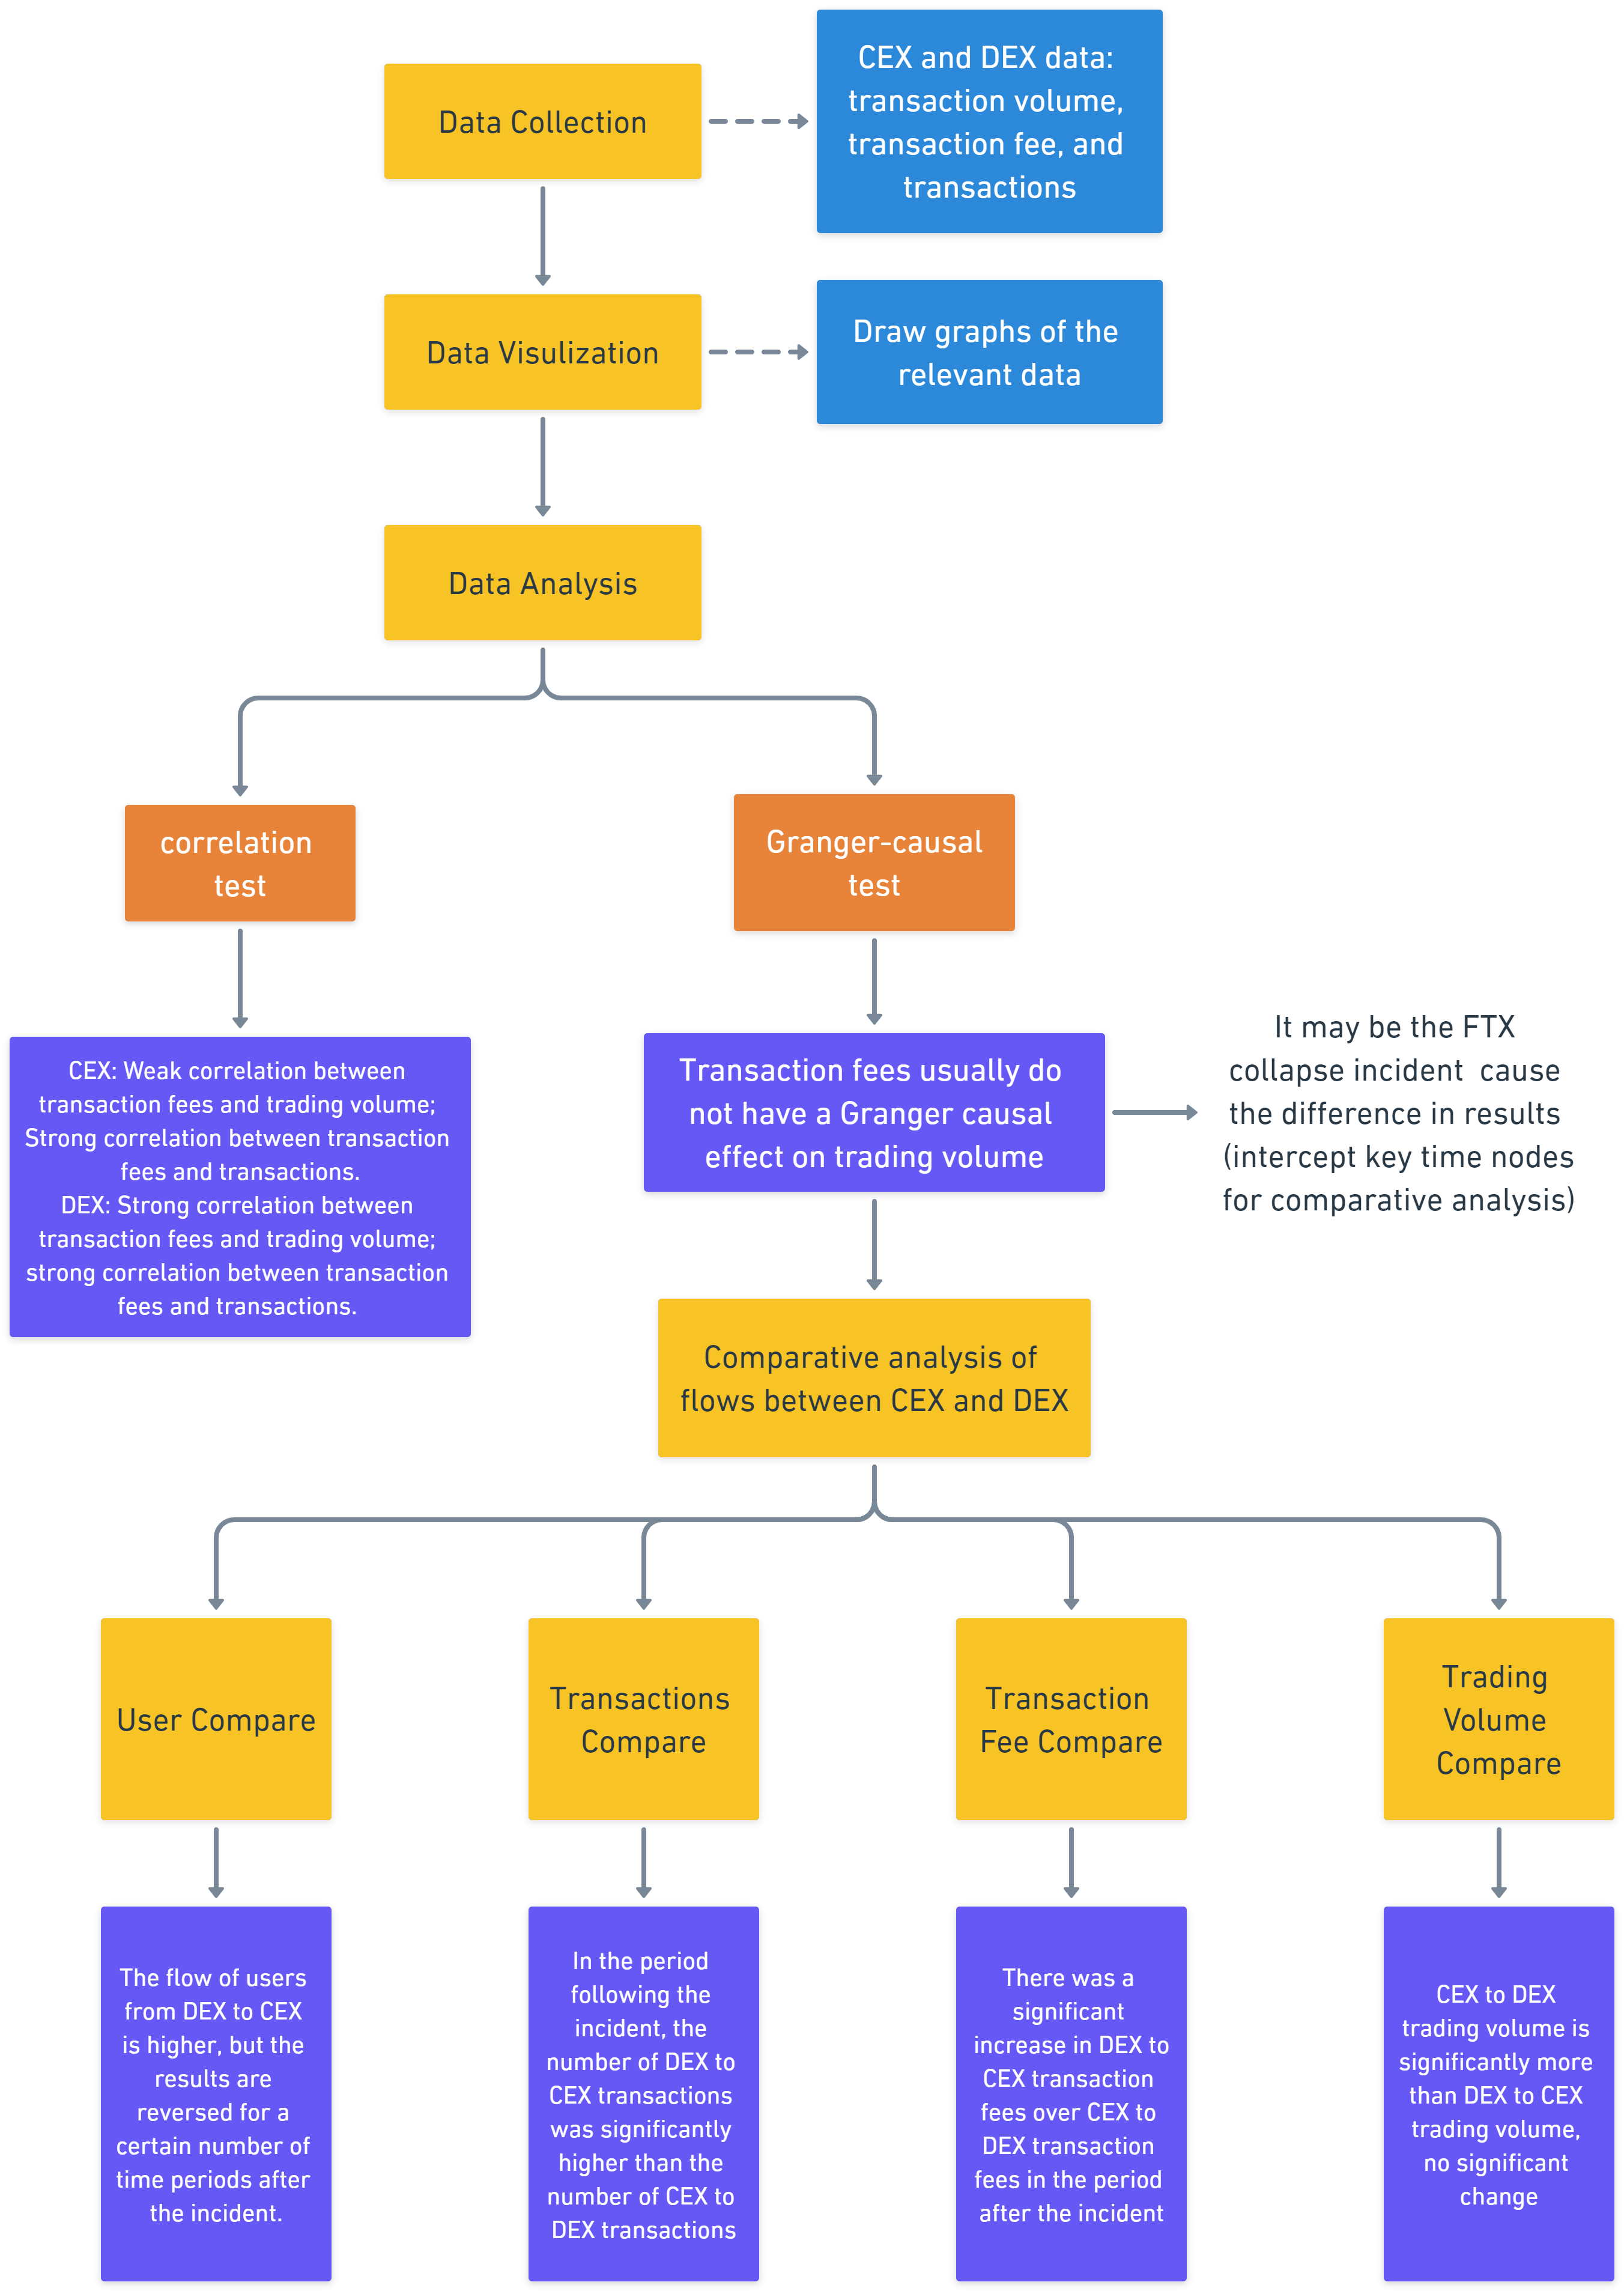 Data Collection
CEX and DEX data:
transaction volume,
transaction fee, and
transactions
Data Visulization
Draw graphs of the
relevant data
Data Analysis
correlation
test
Granger-causal
test
CEX: Weak correlation between
transaction fees and trading volume;
Strong correlation between transaction
fees and transactions.
DEX: Strong correlation between
transaction fees and trading volume;
strong correlation between transaction
fees and transactions.
Transaction fees usually do
not have a Granger causal
effect on trading volume
It may be the FTX
collapse incident  cause
the difference in results
(intercept key time nodes
for comparative analysis)
Comparative analysis of
flows between CEX and DEX
User Compare
Transactions
Compare
Transaction
Fee Compare
Trading
Volume
Compare
The flow of users
from DEX to CEX
is higher, but the
results are
reversed for a
certain number of
time periods after
the incident.
In the period
following the
incident, the
number of DEX to
CEX transactions
was significantly
higher than the
number of CEX to
DEX transactions
There was a
significant
increase in DEX to
CEX transaction
fees over CEX to
DEX transaction
fees in the period
after the incident
CEX to DEX
trading volume is
significantly more
than DEX to CEX
trading volume,
no significant
change